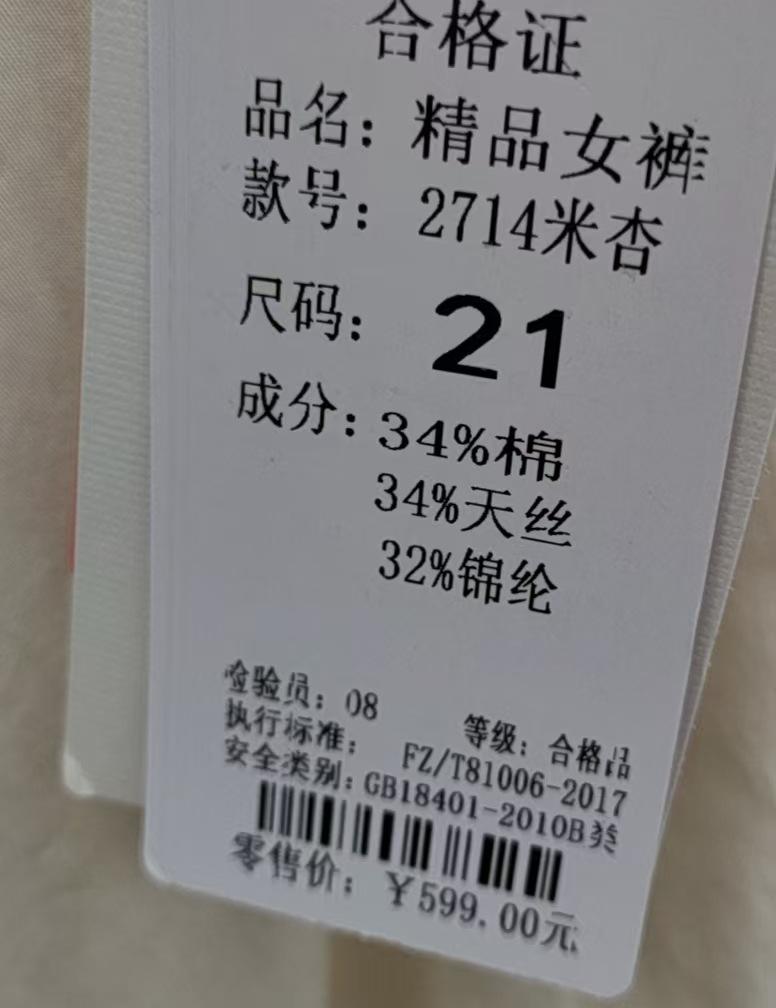 合格证
品名：精品女裤
款号：2714米杏
尺码：21
成分：34%棉
34%天丝
32%锦纶
检验员：08 等级：合格品
执行标准：FZ/T81006-2017
安全类别：GB18401-2010B类
零售价：￥599.00元